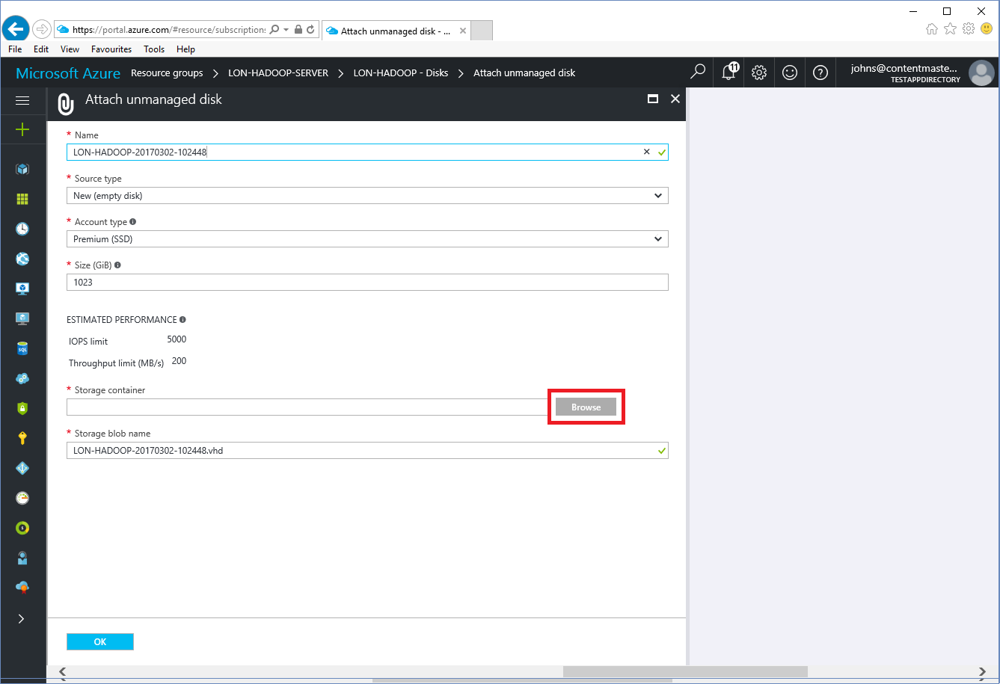 https://portal.azure.com/#resource/subscriptions
Attach unmanaged disk - ...
File Edit View Favourites Tools Help
Microsoft Azure Resource groups > LON-HADOOP-SERVER > LON-HADOOP - Disks > Attach unmanaged disk
11
johns@contentmaste...
TESTAPPDIRECTORY
Attach unmanaged disk
* Name
LON-HADOOP-20170302-102448
* Source type
New (empty disk)
* Account type
Premium (SSD)
* Size (GiB)
1023
ESTIMATED PERFORMANCE
IOPS limit 5000
Throughput limit (MB/s) 200
* Storage container
Browse
* Storage blob name
LON-HADOOP-20170302-102448.vhd
SQL
OK